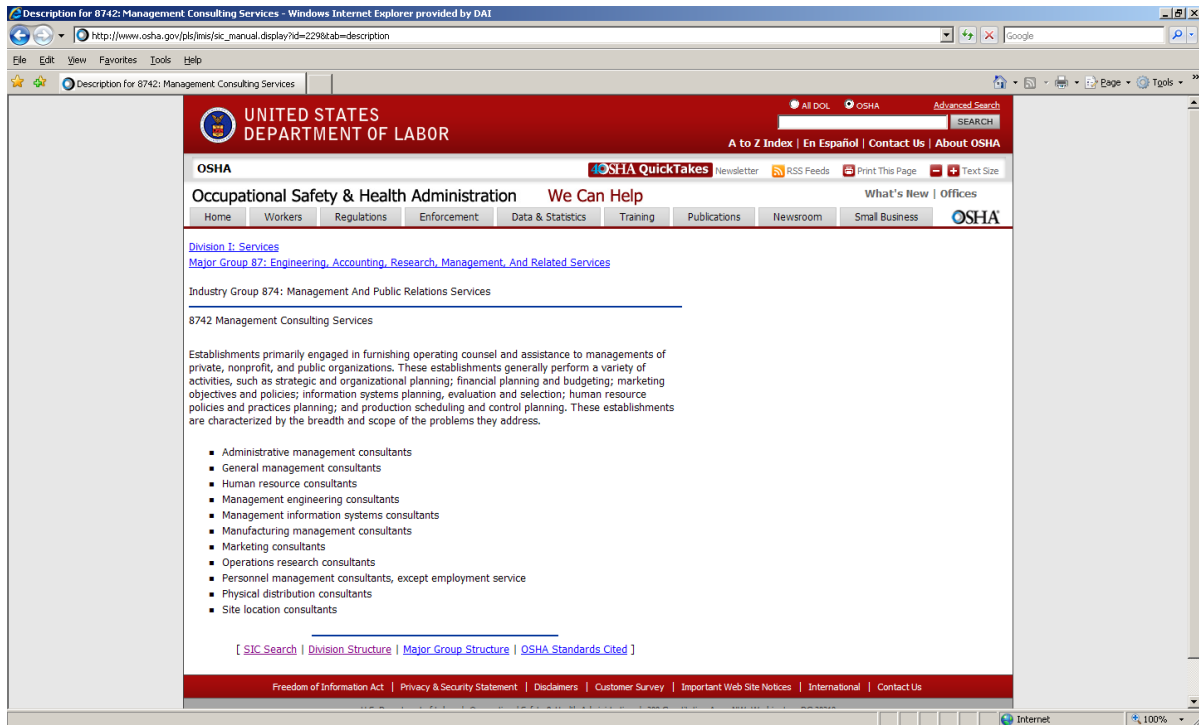 Description for 8742: Management Consulting Services - Windows Internet Explorer provided by DAI
http://www.osha.gov/pls/imis/sic_manual.display?id=229&tab=description
Google
File Edit View Favorites Tools Help
Description for 8742: Management Consulting Services
Page Tools
UNITED STATES
DEPARTMENT OF LABOR
All DOL OSHA Advanced Search
SEARCH
A to Z Index | En Español | Contact Us | About OSHA
OSHA
40 OSHA QuickTakes Newsletter RSS Feeds Print This Page Text Size
Occupational Safety & Health Administration We Can Help
What's New | Offices
Home Workers Regulations Enforcement Data & Statistics Training Publications Newsroom Small Business OSHA
Division I: Services
Major Group 87: Engineering, Accounting, Research, Management, And Related Services
Industry Group 874: Management And Public Relations Services
8742 Management Consulting Services
Establishments primarily engaged in furnishing operating counsel and assistance to managements of
private, nonprofit, and public organizations. These establishments generally perform a variety of
activities, such as strategic and organizational planning; financial planning and budgeting; marketing
objectives and policies; information systems planning, evaluation and selection; human resource
policies and practices planning; and production scheduling and control planning. These establishments
are characterized by the breadth and scope of the problems they address.
Administrative management consultants
General management consultants
Human resource consultants
Management engineering consultants
Management information systems consultants
Manufacturing management consultants
Marketing consultants
Operations research consultants
Personnel management consultants, except employment service
Physical distribution consultants
Site location consultants
[ SIC Search | Division Structure | Major Group Structure | OSHA Standards Cited ]
Freedom of Information Act | Privacy & Security Statement | Disclaimers | Customer Survey | Important Web Site Notices | International | Contact Us
Internet 100%